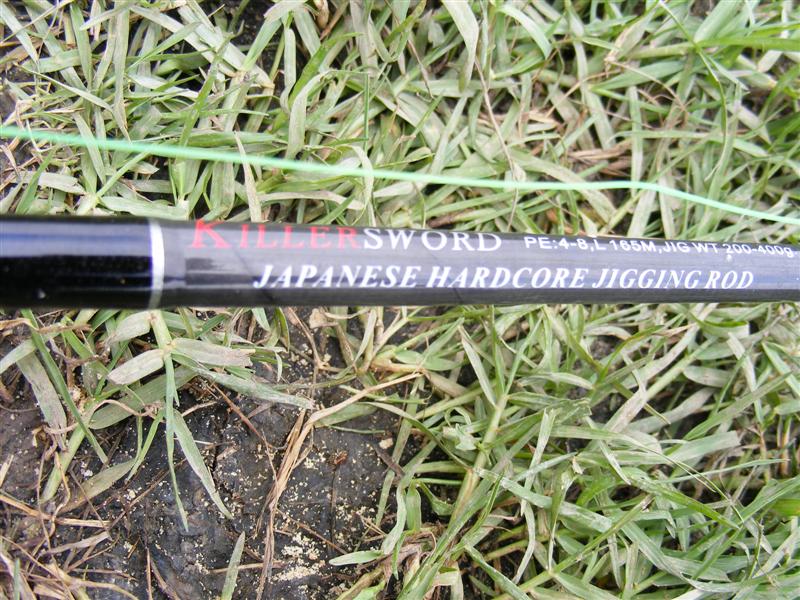 KILLERSWORD PE:4-8,L 165M,JIG WT 200-400g
JAPANESE HARDCORE JIGGING ROD